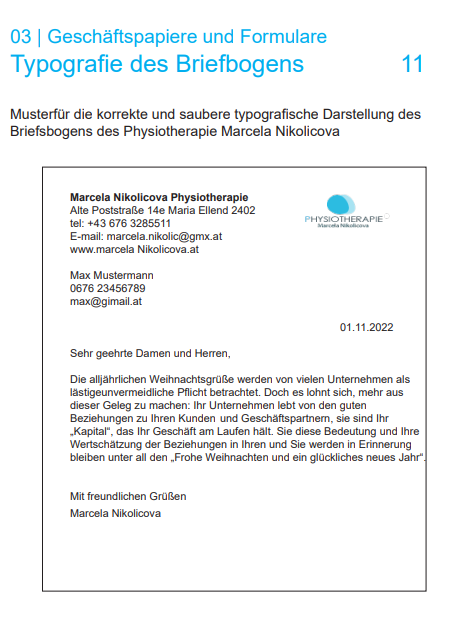 03 | Geschäftspapiere und Formulare
Typografie des Briefbogens 11
Musterfür die korrekte und saubere typografische Darstellung des
Briefsbogens des Physiotherapie Marcela Nikolicova
Marcela Nikolicova Physiotherapie
Alte Poststraße 14e Maria Ellend 2402
tel: +43 676 3285511
E-mail: marcela.nikolic@gmx.at
www.marcela Nikolicova.at
PHYSIOTHERAPIE
Marcela Nikolicova
Max Mustermann
0676 23456789
max@gimail.at
01.11.2022
Sehr geehrte Damen und Herren,
Die alljährlichen Weihnachtsgrüße werden von vielen Unternehmen als
lästigeunvermeidliche Pflicht betrachtet. Doch es lohnt sich, mehr aus
dieser Geleg zu machen: Ihr Unternehmen lebt von den guten
Beziehungen zu Ihren Kunden und Geschäftspartnern, sie sind Ihr
„Kapital“, das Ihr Geschäft am Laufen hält. Sie diese Bedeutung und Ihre
Wertschätzung der Beziehungen in Ihren und Sie werden in Erinnerung
bleiben unter all den „Frohe Weihnachten und ein glückliches neues Jahr“.
Mit freundlichen Grüßen
Marcela Nikolicova